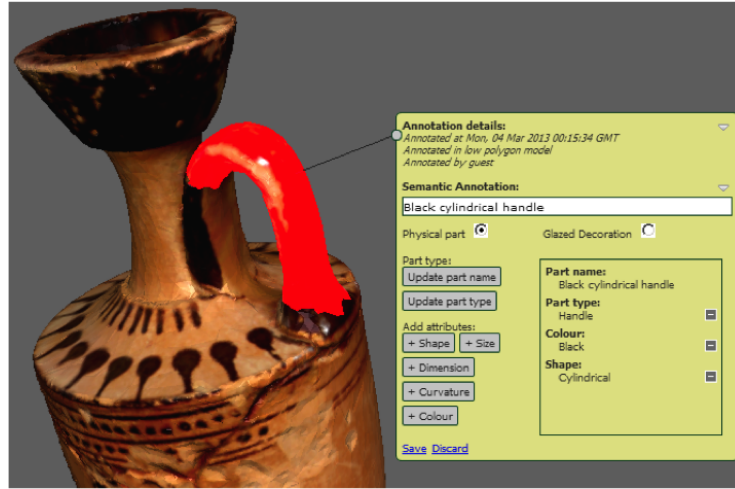 Annotation details:
Annotated at Mon, 04 Mar 2013 00:15:34 GMT
Annotated in low polygon model
Annotated by guest
Semantic Annotation:
Black cylindrical handle
Physical part
Glazed Decoration
Part type:
Update part name
Update part type
Add attributes:
+ Shape + Size
+ Dimension
+ Curvature
+ Colour
Part name:
Black cylindrical handle
Part type:
Handle
Colour:
Black
Shape:
Cylindrical
Save Discard